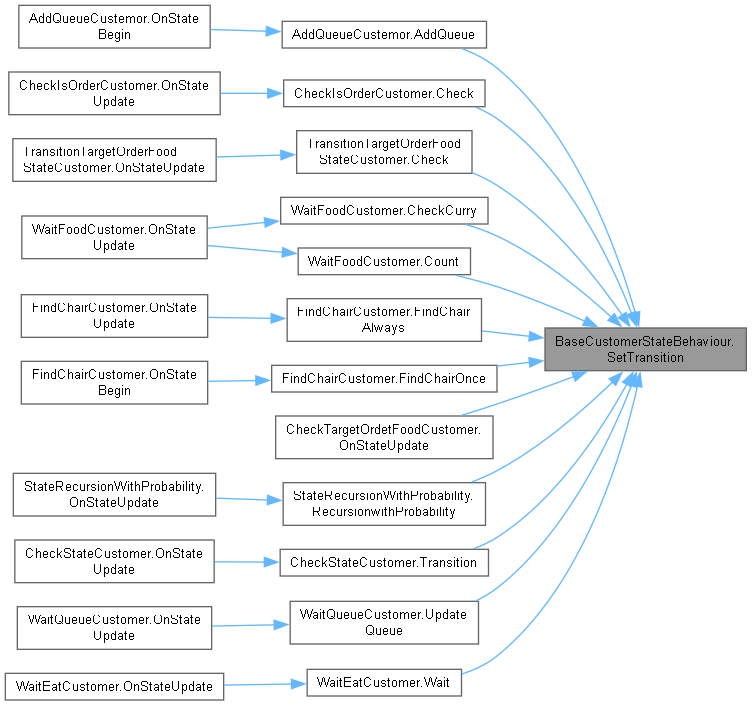 AddQueueCustemor.OnState
Begin
AddQueueCustemor.AddQueue
CheckIsOrderCustomer.OnState
Update
CheckIsOrderCustomer.Check
TransitionTargetOrderFood
StateCustomer.OnStateUpdate
TransitionTargetOrderFood
StateCustomer.Check
WaitFoodCustomer.OnState
Update
WaitFoodCustomer.CheckCurry
WaitFoodCustomer.Count
FindChairCustomer.OnState
Update
FindChairCustomer.FindChair
Always
BaseCustomerStateBehaviour.
SetTransition
FindChairCustomer.OnState
Begin
FindChairCustomer.FindChairOnce
CheckTargetOrdetFoodCustomer.
OnStateUpdate
StateRecursionWithProbability.
OnStateUpdate
StateRecursionWithProbability.
RecursionwithProbability
CheckStateCustomer.OnState
Update
CheckStateCustomer.Transition
WaitQueueCustomer.OnState
Update
WaitQueueCustomer.Update
Queue
WaitEatCustomer.OnStateUpdate
WaitEatCustomer.Wait